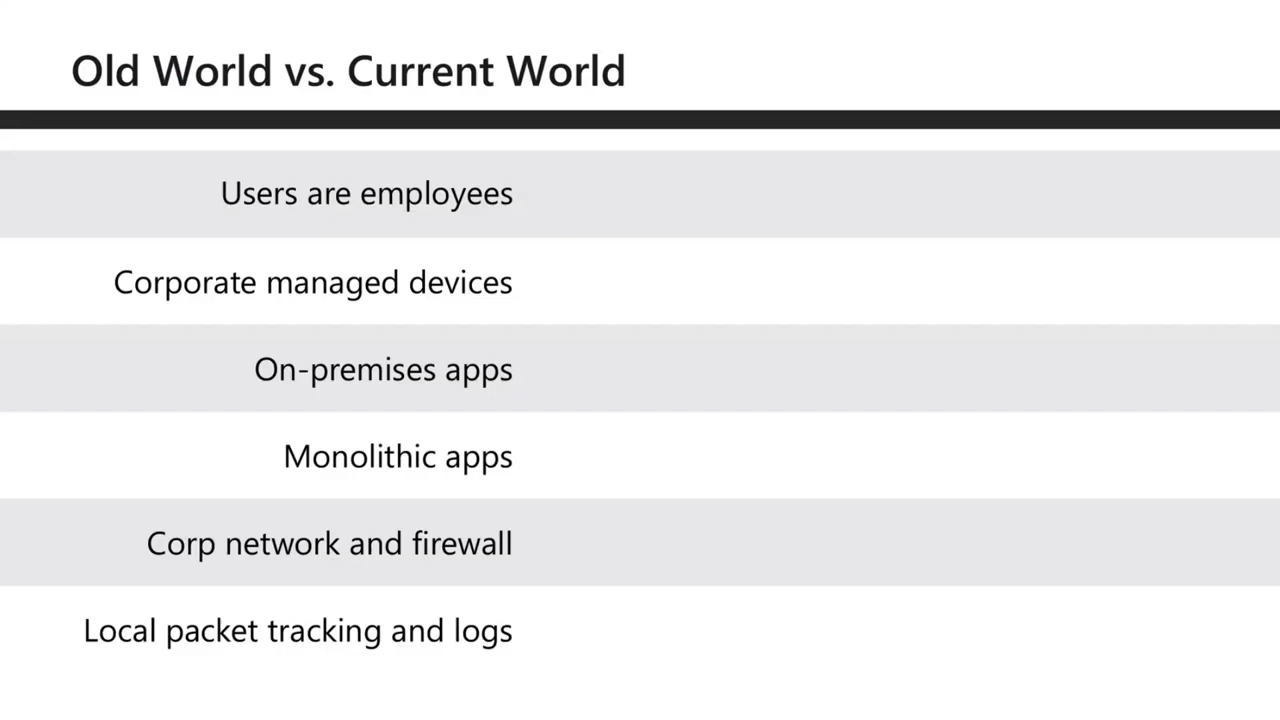 Old World vs. Current World
Users are employees
Corporate managed devices
On-premises apps
Monolithic apps
Corp network and firewall
Local packet tracking and logs